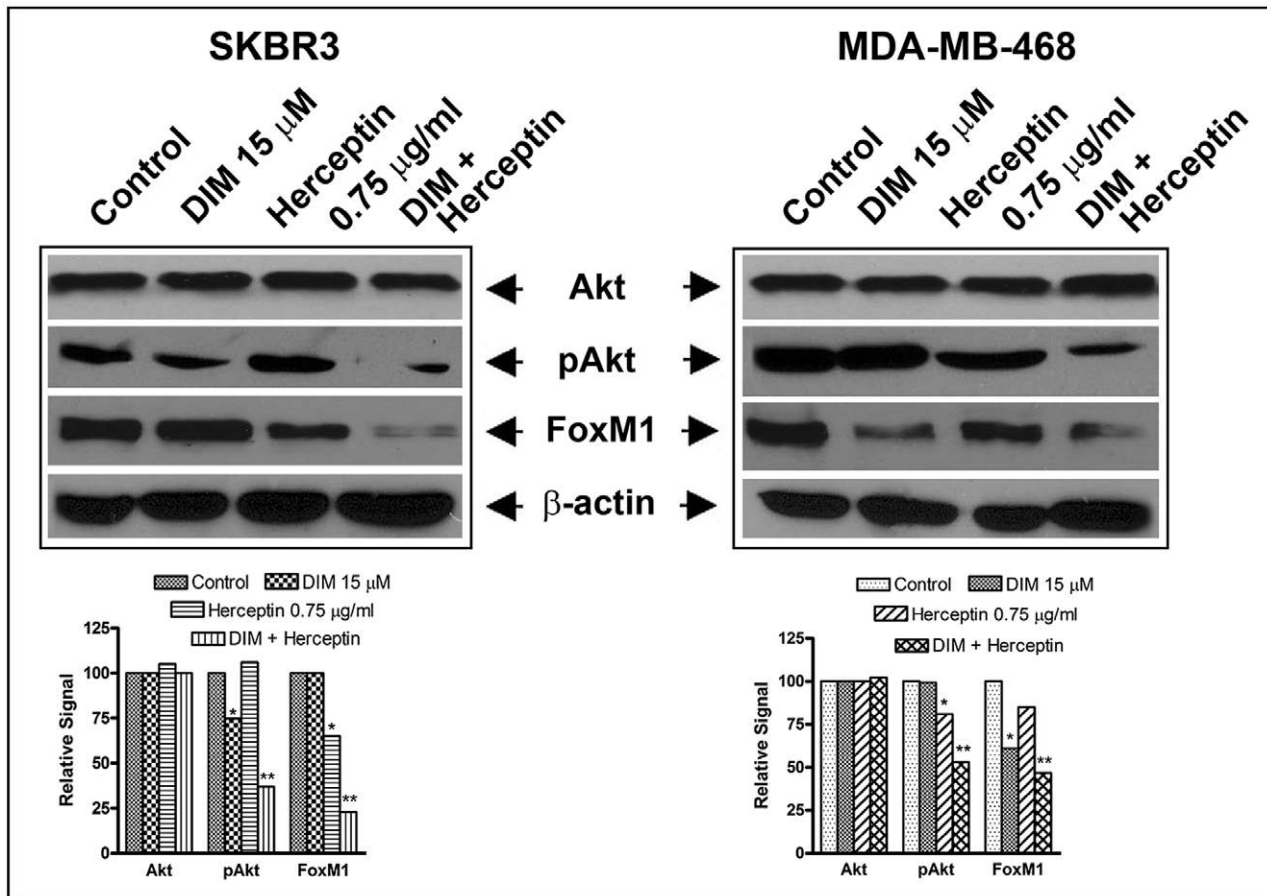 SKBR3
MDA-MB-468
Control
DIM 15 μM
Herceptin
0.75 μg/ml
DIM +
Herceptin
Control
DIM 15 μM
Herceptin
0.75 μg/ml
DIM +
Herceptin
Akt
pAkt
FoxM1
β-actin
Control DIM 15 μM
Herceptin 0.75 μg/ml
DIM + Herceptin
125
100
75
50
25
0
Relative Signal
* ** * **
Akt pAkt FoxM1
Control DIM 15 μM
Herceptin 0.75 μg/ml
DIM + Herceptin
125
100
75
50
25
0
Relative Signal
* ** * **
Akt pAkt FoxM1